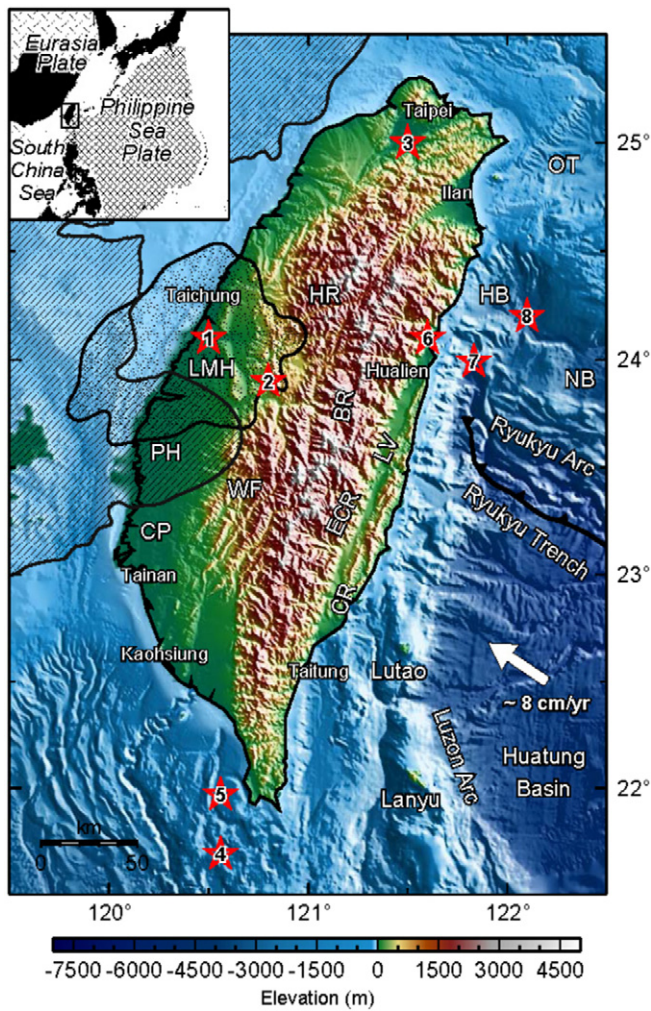 Eurasia
Plate
Philippine
Sea
Plate
South
China
Sea
Taipei
3
25°
OT
Ilan
Taichung
HR
HB
8
1
6
24°
LMH
Hualien
7
2
NB
BR
Ryukyu Arc
PH
LV
WF
Ryukyu Trench
ECR
CP
Tainan
23°
CR
Kaohsiung
Taitung
Lutao
~ 8 cm/yr
Luzon Arc
Huatung
Basin
22°
5
Lanyu
km
0 50
4
120° 121° 122°
-7500 -6000 -4500 -3000 -1500 0 1500 3000 4500
Elevation (m)